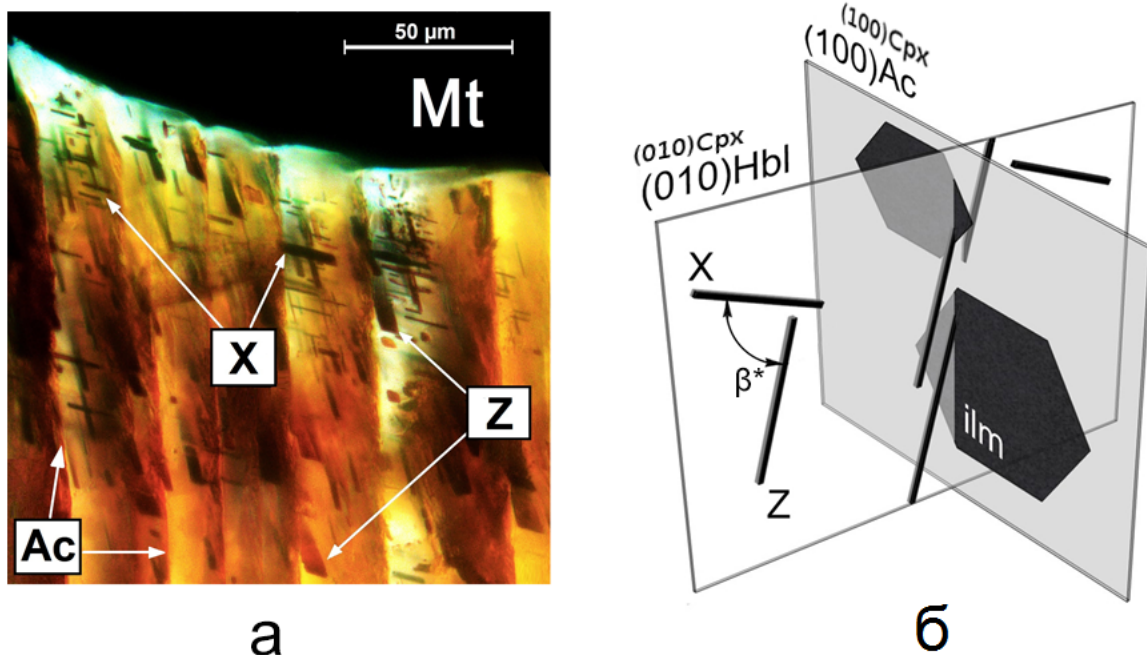 50 µm
Mt
X
Z
Ac
а
(100)Cpx
(100)Ac
(010)Cpx
(010)Hbl
X
β*
Z
ilm
б